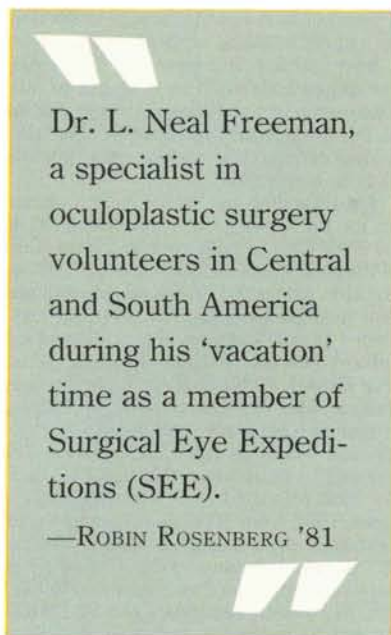 Dr. L. Neal Freeman,
a specialist in
oculoplastic surgery
volunteers in Central
and South America
during his ‘vacation’
time as a member of
Surgical Eye Expedi-
tions (SEE).
—ROBIN ROSENBERG ’81